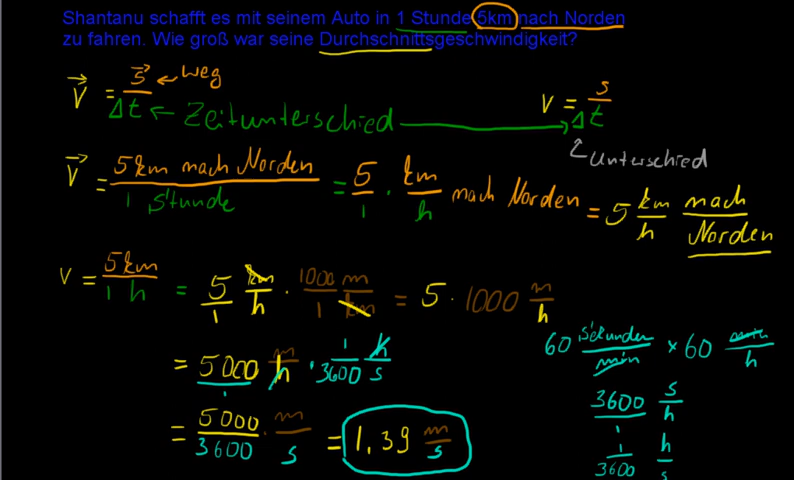 Shantanu schafft es mit seinem Auto in 1 Stunde 5km nach Norden
zu fahren. Wie groß war seine Durchschnittsgeschwindigkeit?
v⃗ = s⃗/Δt ← Weg
← Zeitunterschied → v = s/Δt
Unterschied
v⃗ = 5km nach Norden / 1 Stunde = 5/1 · km/h nach Norden = 5 km/h nach Norden
v = 5km / 1h = 5/1 km/h · 1000 m / 1 km = 5 · 1000 m/h
60 Sekunden/min × 60 min/h
= 5000/1 m/h · 1/3600 h/s
3600/1 s/h
= 5000/3600 · m/s = 1,39 m/s
1/3600 h/s